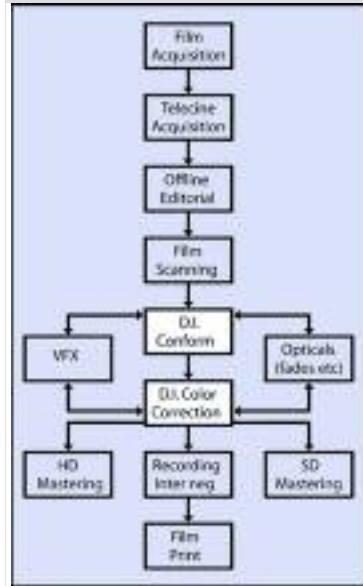 Film
Acquisition
Telecine
Acquisition
Offline
Editorial
Film
Scanning
D.I.
Conform
VFX
Opticals
(fades etc)
D.I. Color
Correction
HD
Mastering
Recording
Inter neg.
SD
Mastering
Film
Print